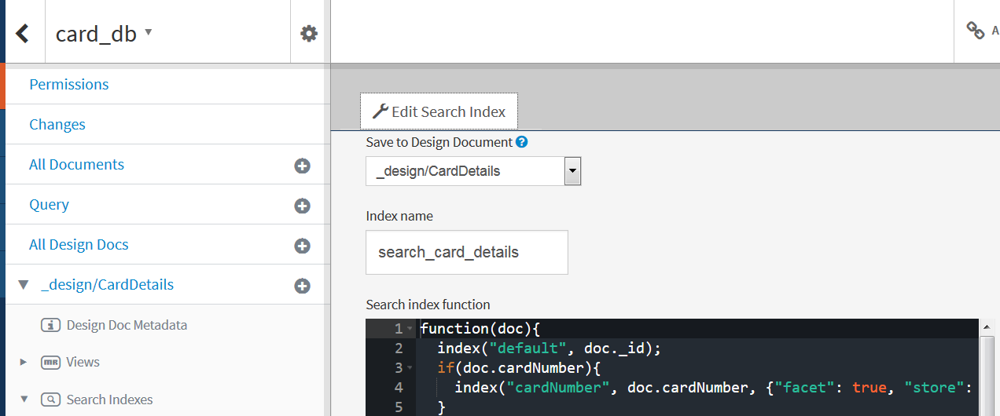 card_db
A
Permissions
Changes
All Documents
Query
All Design Docs
_design/CardDetails
Design Doc Metadata
Views
Search Indexes
Edit Search Index
Save to Design Document ?
_design/CardDetails
Index name
search_card_details
Search index function
1 function(doc){
2 index("default", doc._id);
3 if(doc.cardNumber){
4 index("cardNumber", doc.cardNumber, {"facet": true, "store":
5 }